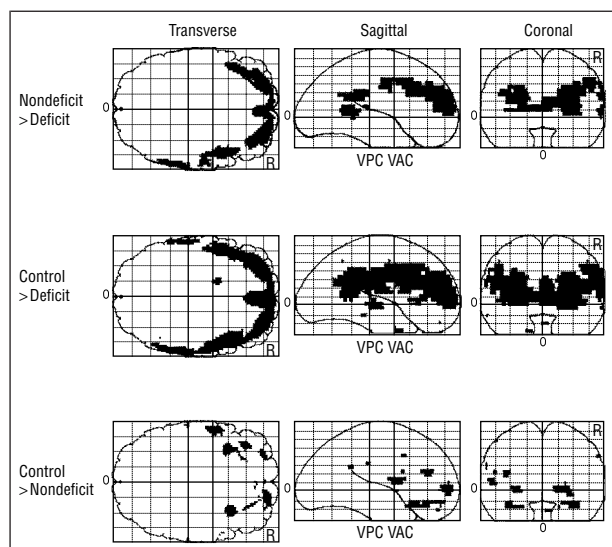 Transverse Sagittal Coronal
Nondeficit
>Deficit
0 R 0 R
VPC VAC 0
Control
>Deficit
0 R 0 R
VPC VAC 0
Control
>Nondeficit
0 R 0 R
VPC VAC 0